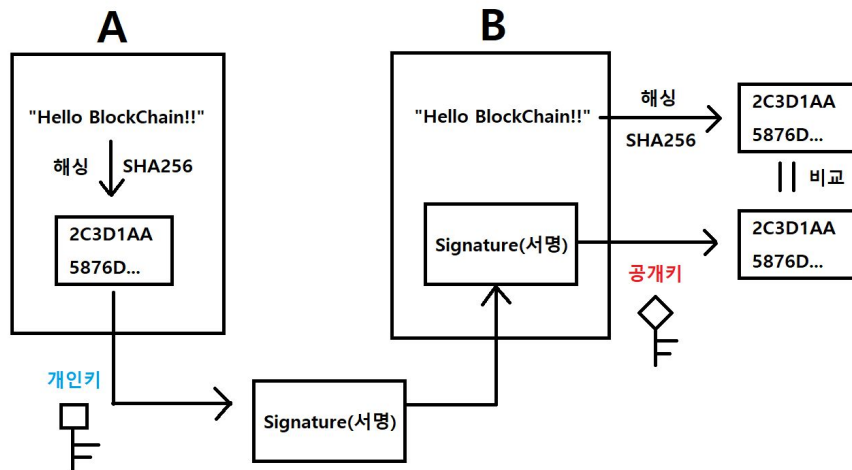 A
B
"Hello BlockChain!!"
해싱 SHA256
2C3D1AA
5876D...
개인키
Signature(서명)
"Hello BlockChain!!"
Signature(서명)
해싱
SHA256
2C3D1AA
5876D...
비교
공개키
2C3D1AA
5876D...